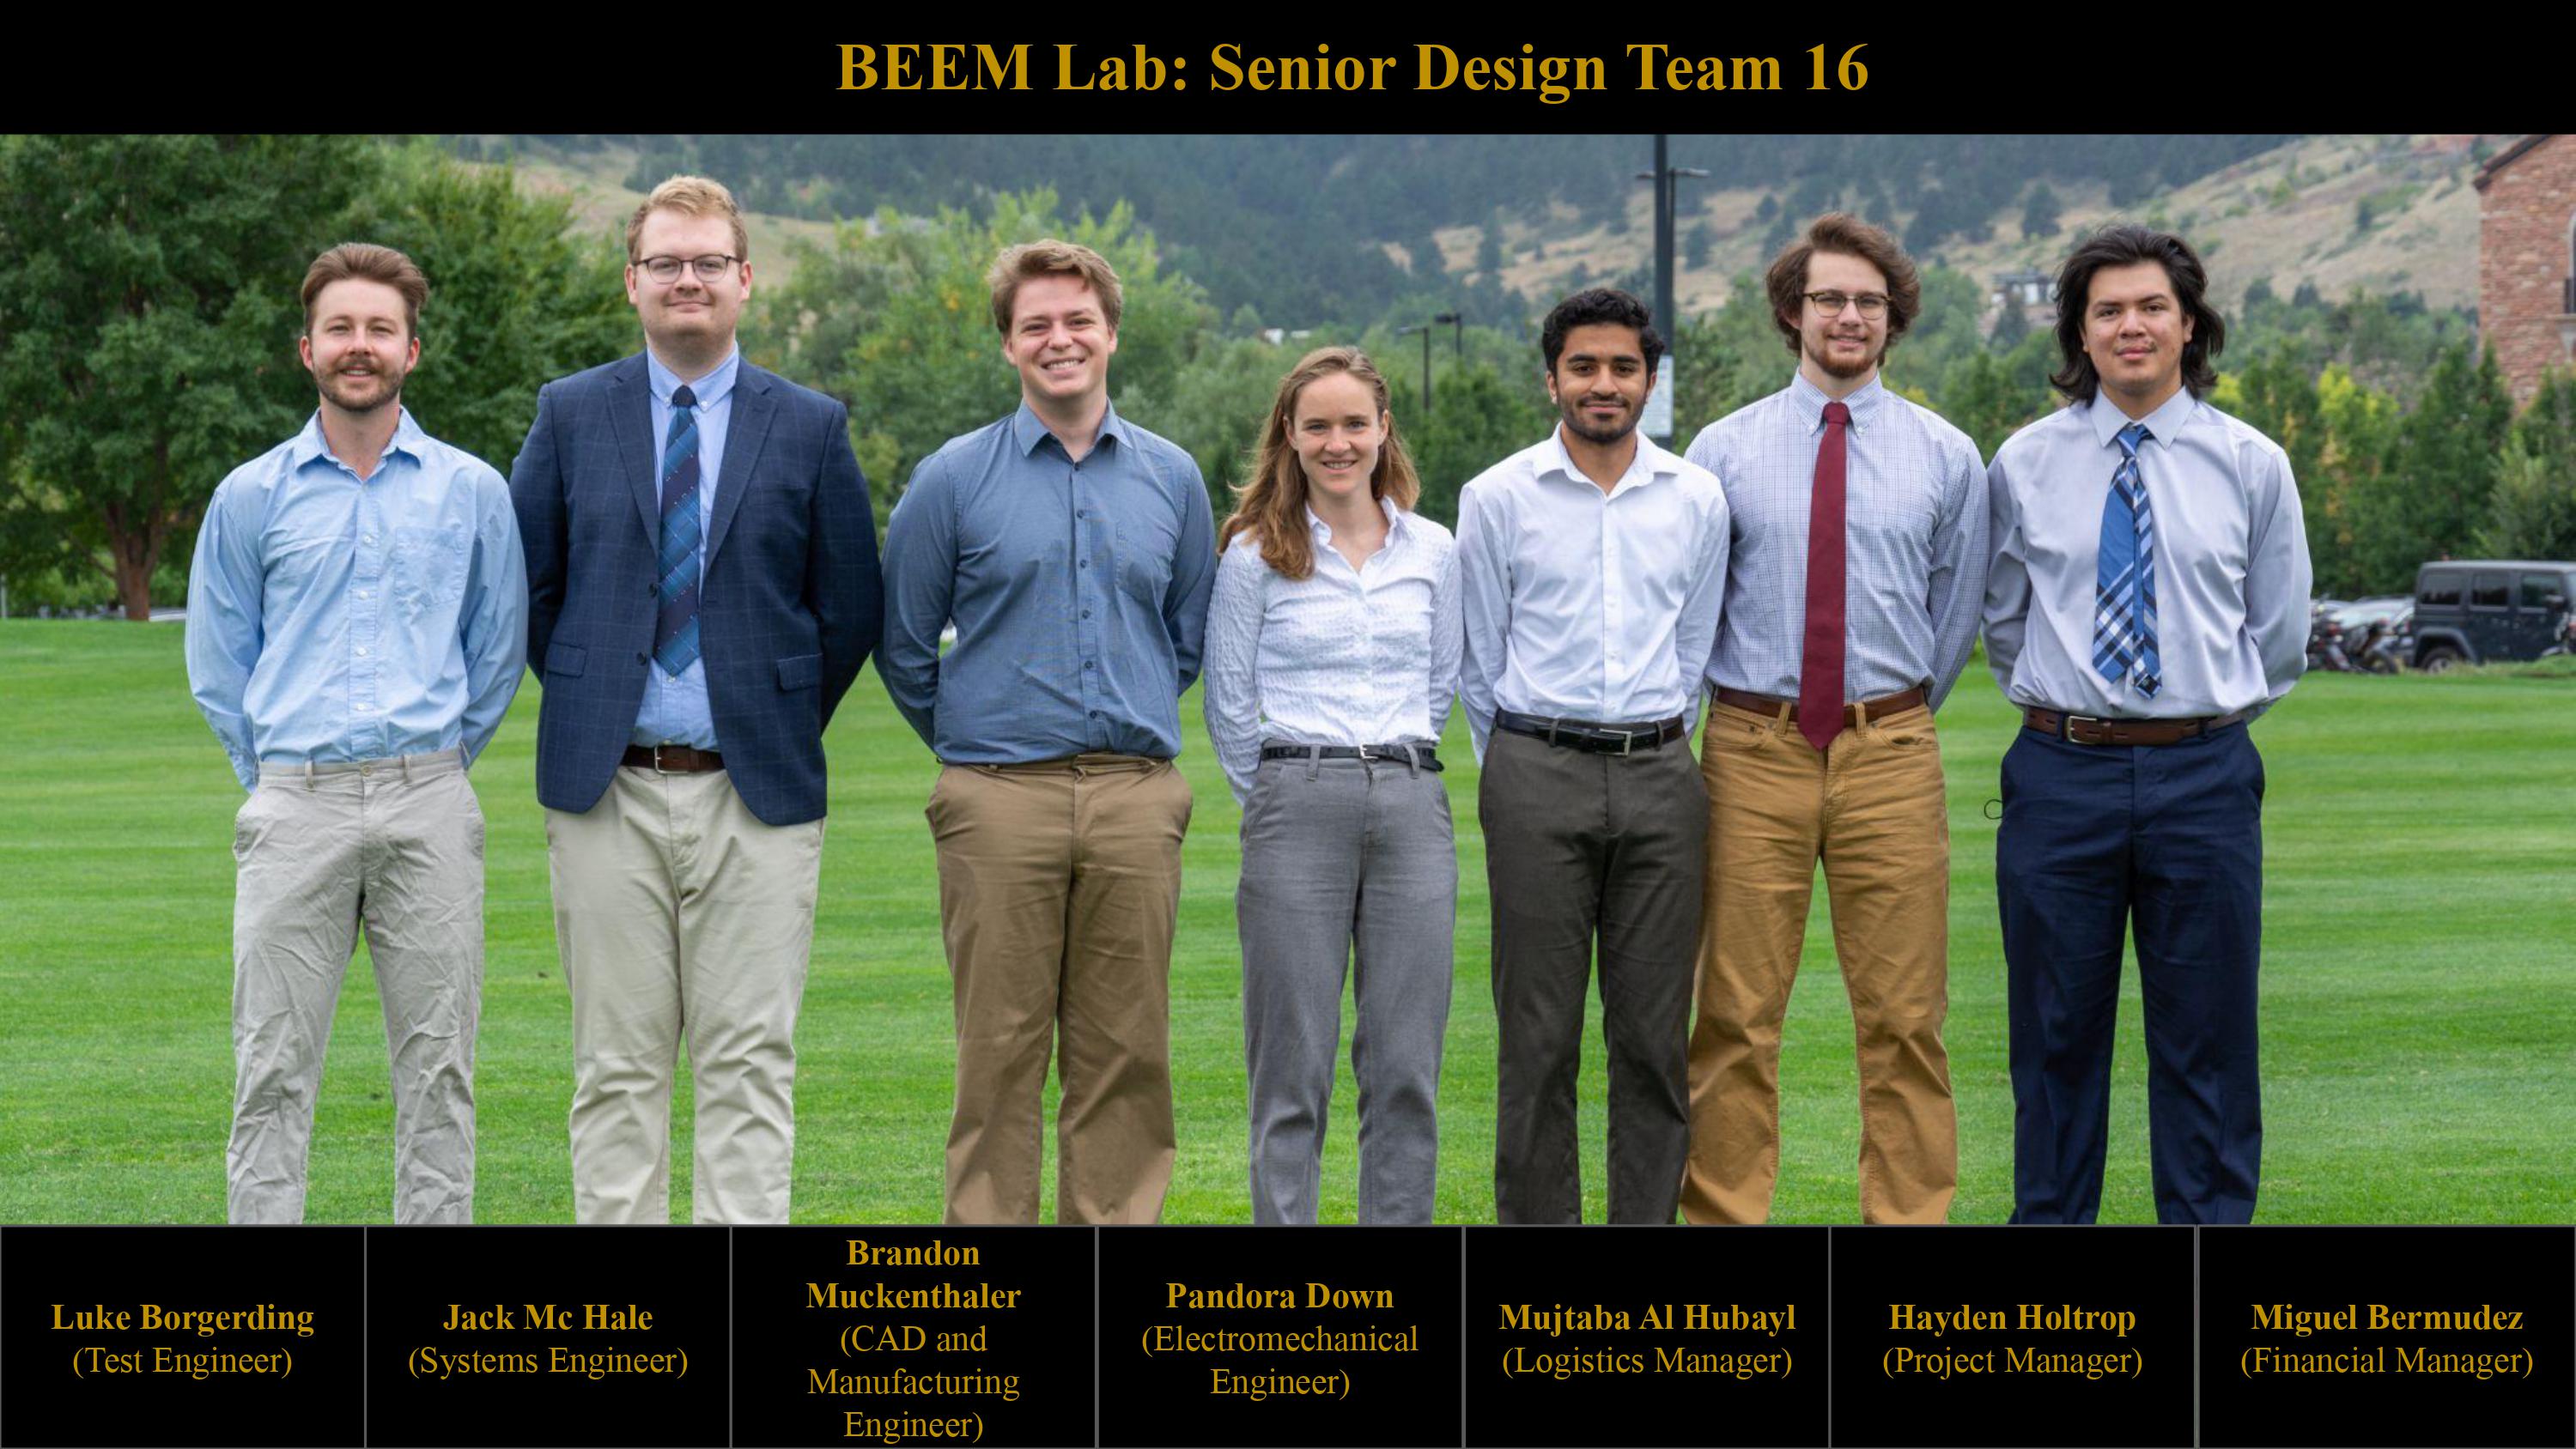 BEEM Lab: Senior Design Team 16
Luke Borgerding
(Test Engineer)
Jack Mc Hale
(Systems Engineer)
Brandon
Muckenthaler
(CAD and
Manufacturing
Engineer)
Pandora Down
(Electromechanical
Engineer)
Mujtaba Al Hubayl
(Logistics Manager)
Hayden Holtrop
(Project Manager)
Miguel Bermudez
(Financial Manager)